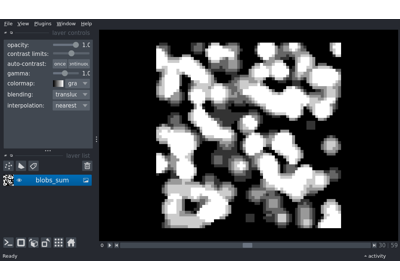 File View Plugins Window Help
layer controls
opacity: 1.0
contrast limits:
auto-contrast: once
gamma: 1.0
colormap: gra
blending: translu
interpolation: nearest
layer list
blobs_sum
0 30 59
Ready activity